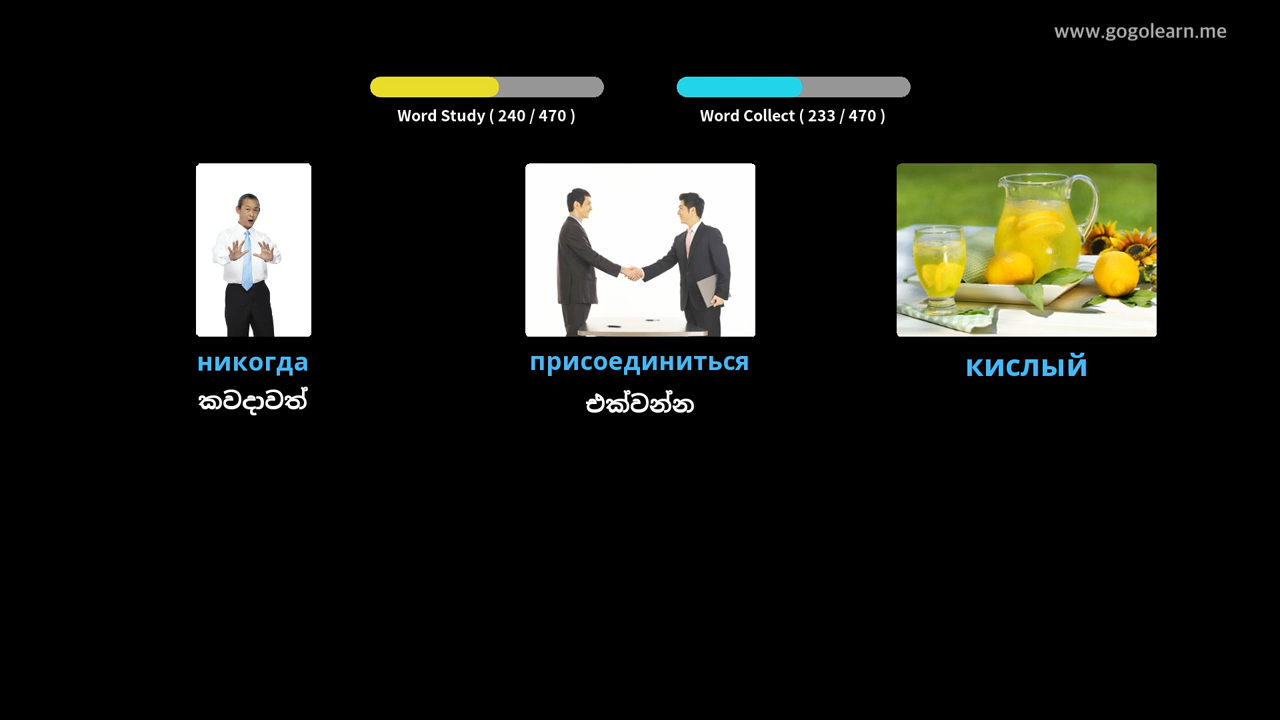 www.gogolearn.me
Word Study ( 240 / 470 )
Word Collect ( 233 / 470 )
никогда
කවදාවත්
присоединиться
එක්වන්න
кислый